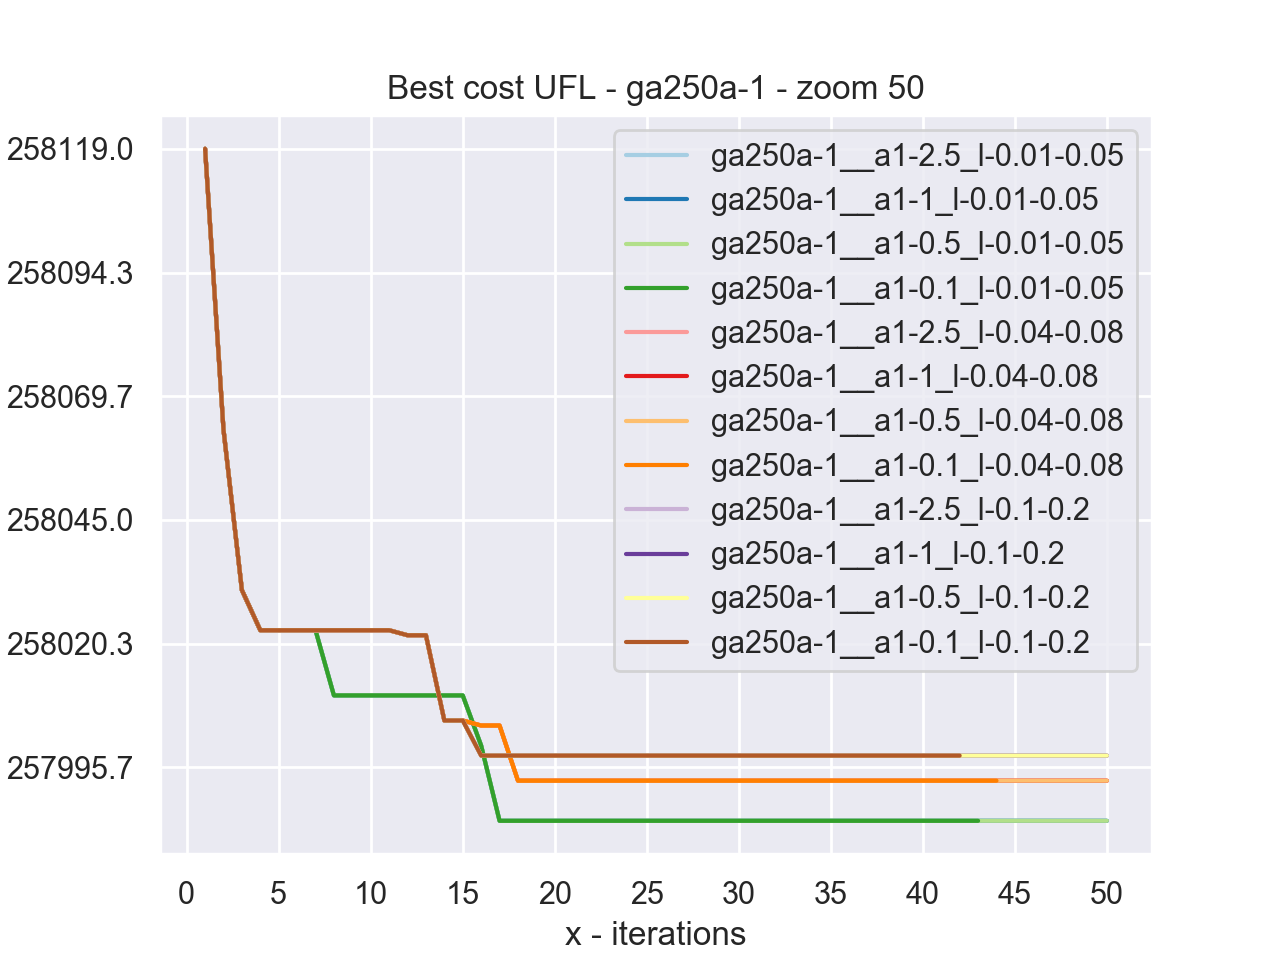 Best cost UFL - ga250a-1 - zoom 50
258119.0
258094.3
258069.7
258045.0
258020.3
257995.7
ga250a-1__a1-2.5_l-0.01-0.05
ga250a-1__a1-1_l-0.01-0.05
ga250a-1__a1-0.5_l-0.01-0.05
ga250a-1__a1-0.1_l-0.01-0.05
ga250a-1__a1-2.5_l-0.04-0.08
ga250a-1__a1-1_l-0.04-0.08
ga250a-1__a1-0.5_l-0.04-0.08
ga250a-1__a1-0.1_l-0.04-0.08
ga250a-1__a1-2.5_l-0.1-0.2
ga250a-1__a1-1_l-0.1-0.2
ga250a-1__a1-0.5_l-0.1-0.2
ga250a-1__a1-0.1_l-0.1-0.2
0 5 10 15 20 25 30 35 40 45 50
x - iterations